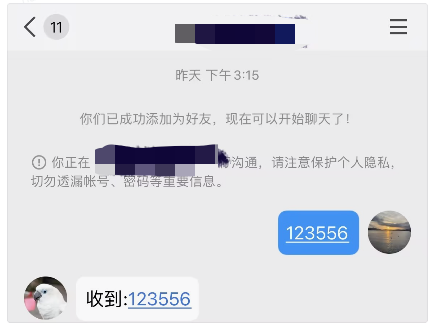 11
昨天 下午3:15
你们已成功添加为好友，现在可以开始聊天了!
你正在
沟通，请注意保护个人隐私，
切勿透漏帐号、密码等重要信息。
123556
收到:123556